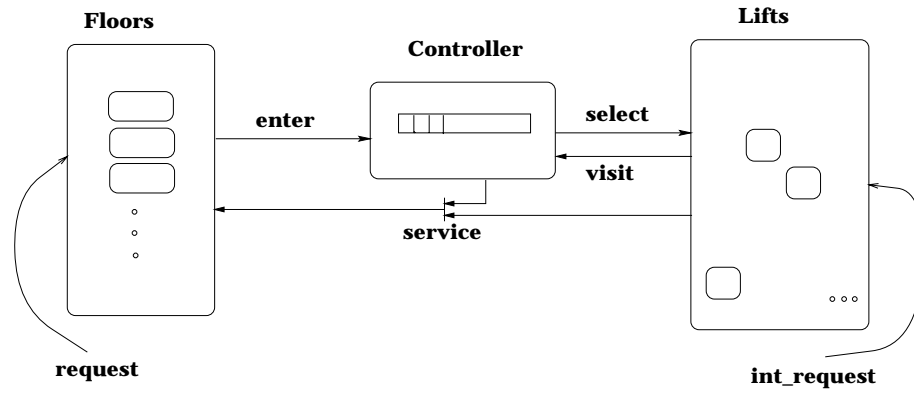 Floors
Lifts
Controller
enter
select
visit
service
request
int_request